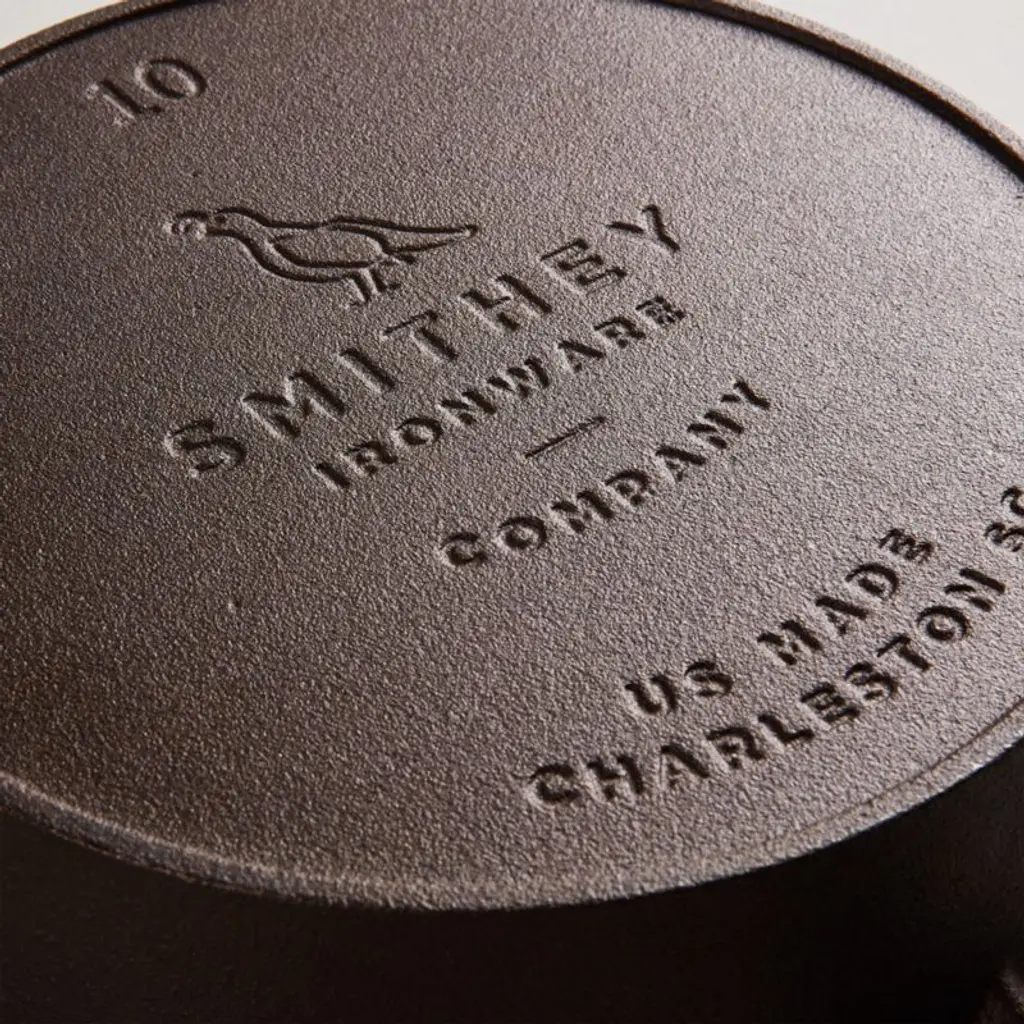 10
SMITHEY
IRONWARE
—
COMPANY
US MADE
CHARLESTON SC